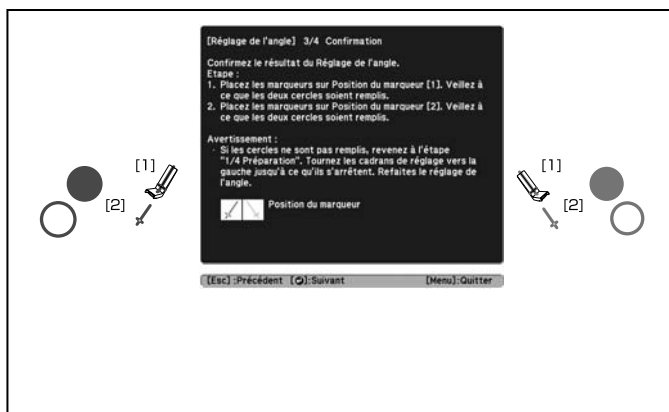 [Réglage de l'angle] 3/4 Confirmation
Confirmez le résultat du Réglage de l'angle.
Etape :
1. Placez les marqueurs sur Position du marqueur [1]. Veillez à
ce que les deux cercles soient remplis.
2. Placez les marqueurs sur Position du marqueur [2]. Veillez à
ce que les deux cercles soient remplis.
Avertissement :
· Si les cercles ne sont pas remplis, revenez à l'étape
"1/4 Préparation". Tournez les cadrans de réglage vers la
gauche jusqu'à ce qu'ils s'arrêtent. Refaites le réglage de
l'angle.
Position du marqueur
[1]
[2]
[1]
[2]
[Esc] :Précédent [⏎]:Suivant [Menu]:Quitter